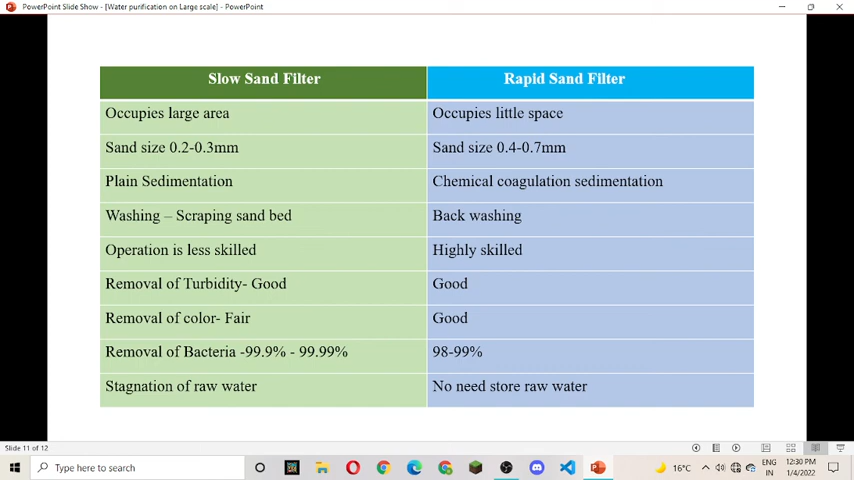 PowerPoint Slide Show - [Water purification on Large scale] - PowerPoint
Slow Sand Filter
Rapid Sand Filter
Occupies large area
Occupies little space
Sand size 0.2-0.3mm
Sand size 0.4-0.7mm
Plain Sedimentation
Chemical coagulation sedimentation
Washing – Scraping sand bed
Back washing
Operation is less skilled
Highly skilled
Removal of Turbidity- Good
Good
Removal of color- Fair
Good
Removal of Bacteria -99.9% - 99.99%
98-99%
Stagnation of raw water
No need store raw water
Slide 11 of 12
Type here to search
16°C
ENG
IN
12:30 PM
1/4/2022